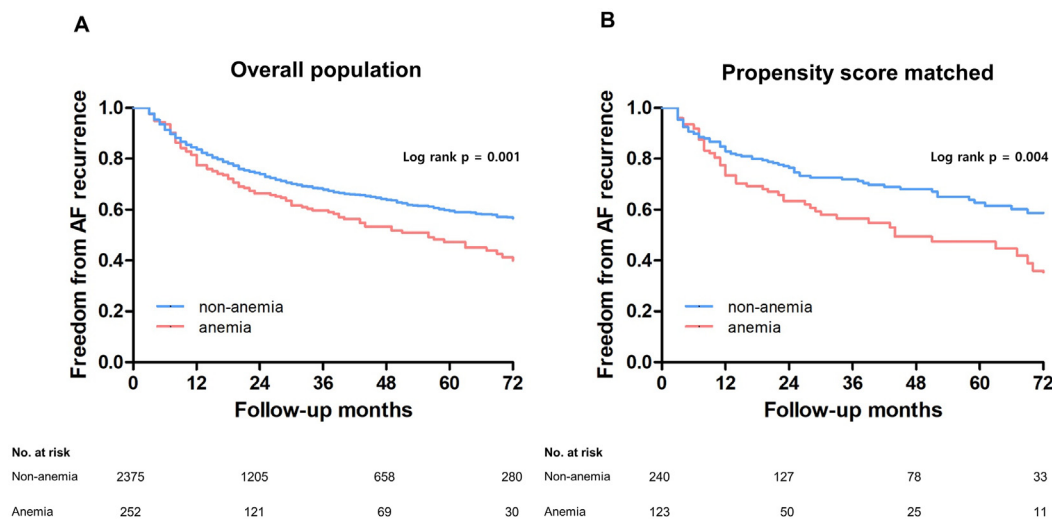 A
Overall population
Freedom from AF recurrence
1.0
0.8
0.6
0.4
0.2
0.0
Log rank p = 0.001
non-anemia
anemia
0 12 24 36 48 60 72
Follow-up months
No. at risk
Non-anemia 2375 1205 658 280
Anemia 252 121 69 30
B
Propensity score matched
Freedom from AF recurrence
1.0
0.8
0.6
0.4
0.2
0.0
Log rank p = 0.004
non-anemia
anemia
0 12 24 36 48 60 72
Follow-up months
No. at risk
Non-anemia 240 127 78 33
Anemia 123 50 25 11